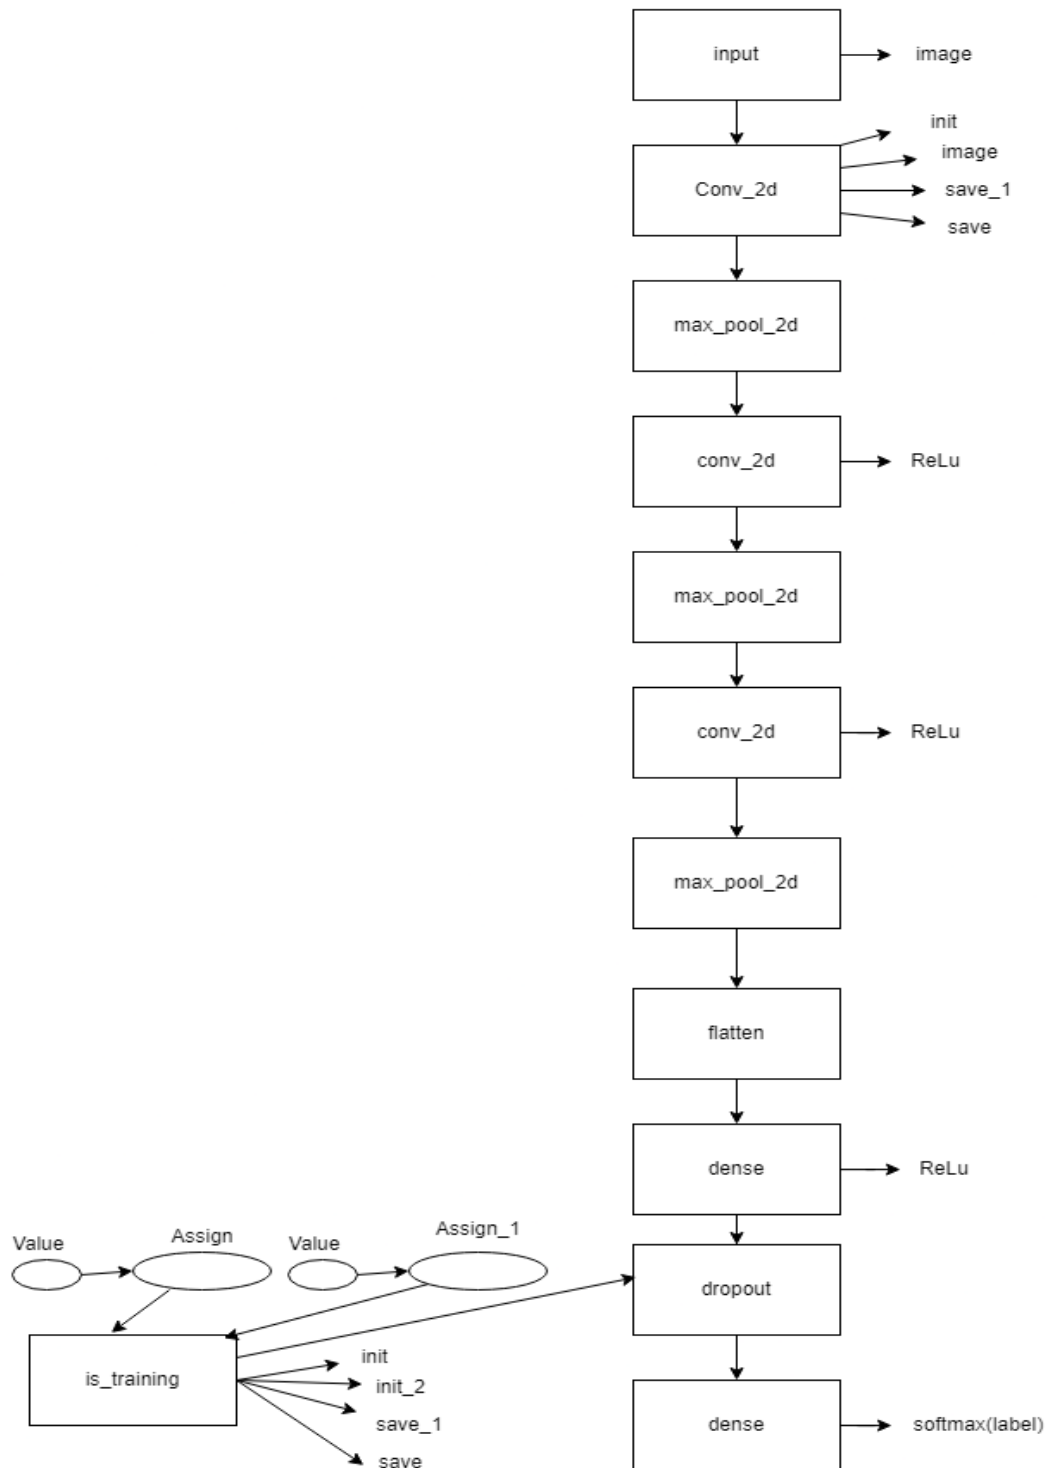 input
image
init
image
Conv_2d
save_1
save
max_pool_2d
conv_2d
ReLu
max_pool_2d
conv_2d
ReLu
max_pool_2d
flatten
dense
ReLu
Value
Assign
Value
Assign_1
dropout
is_training
init
init_2
save_1
save
dense
softmax(label)